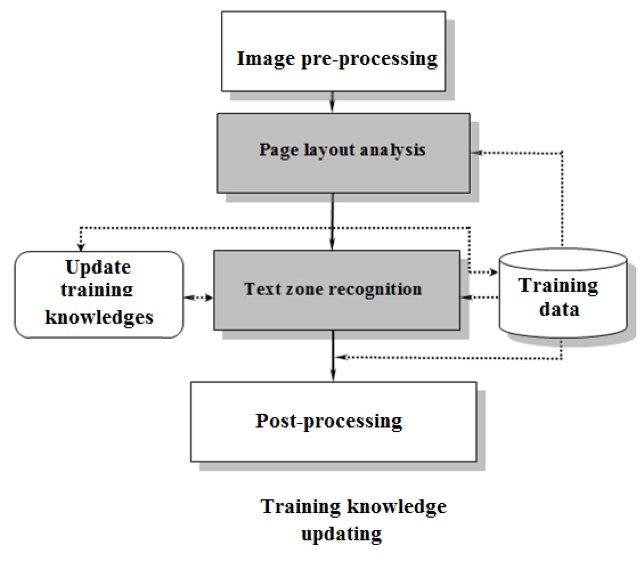 Image pre-processing
Page layout analysis
Update
training
knowledges
Text zone recognition
Training
data
Post-processing
Training knowledge
updating